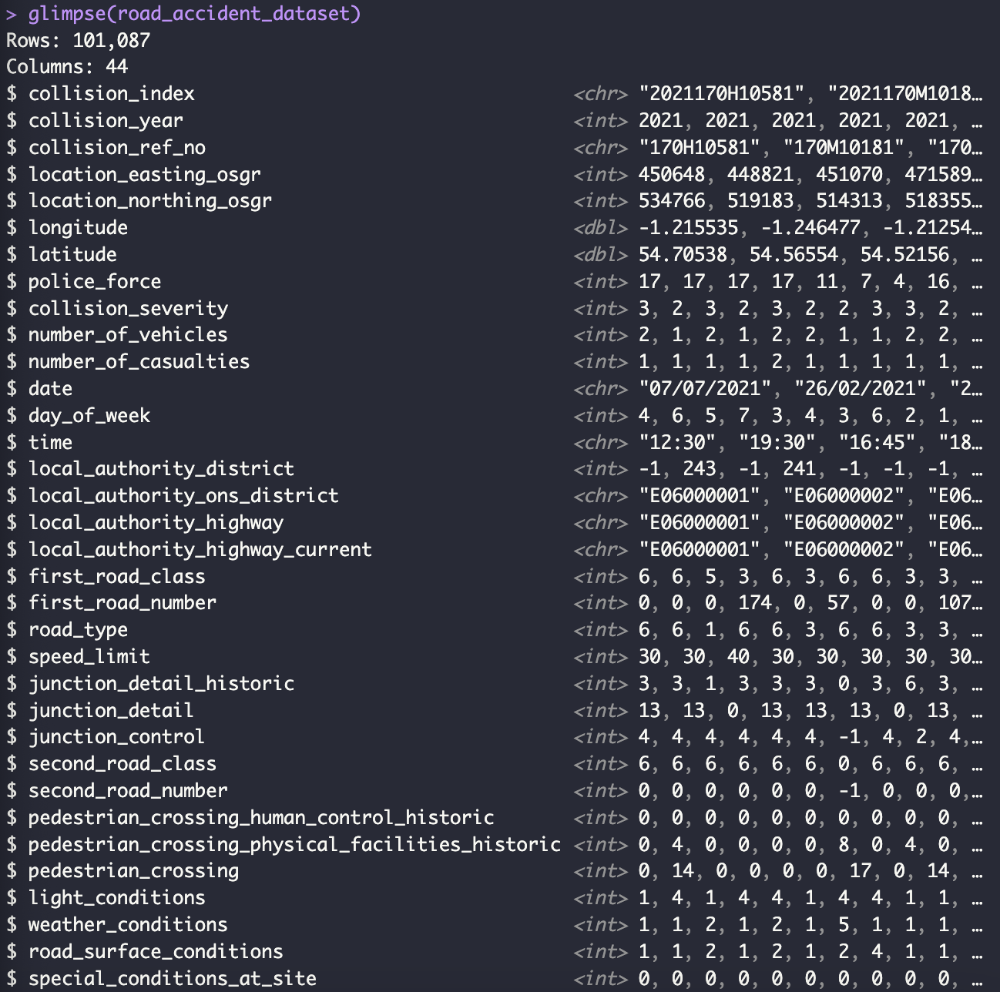 > glimpse(road_accident_dataset)
Rows: 101,087
Columns: 44
$ collision_index <chr> "2021170H10581", "2021170M1018…
$ collision_year <int> 2021, 2021, 2021, 2021, 2021, …
$ collision_ref_no <chr> "170H10581", "170M10181", "170…
$ location_easting_osgr <int> 450648, 448821, 451070, 471589…
$ location_northing_osgr <int> 534766, 519183, 514313, 518355…
$ longitude <dbl> -1.215535, -1.246477, -1.21254…
$ latitude <dbl> 54.70538, 54.56554, 54.52156, …
$ police_force <int> 17, 17, 17, 17, 11, 7, 4, 16, …
$ collision_severity <int> 3, 2, 3, 2, 3, 2, 2, 3, 3, 2, …
$ number_of_vehicles <int> 2, 1, 2, 1, 2, 2, 1, 1, 2, 2, …
$ number_of_casualties <int> 1, 1, 1, 1, 2, 1, 1, 1, 1, 1, …
$ date <chr> "07/07/2021", "26/02/2021", "2…
$ day_of_week <int> 4, 6, 5, 7, 3, 4, 3, 6, 2, 1, …
$ time <chr> "12:30", "19:30", "16:45", "18…
$ local_authority_district <int> -1, 243, -1, 241, -1, -1, -1, …
$ local_authority_ons_district <chr> "E06000001", "E06000002", "E06…
$ local_authority_highway <chr> "E06000001", "E06000002", "E06…
$ local_authority_highway_current <chr> "E06000001", "E06000002", "E06…
$ first_road_class <int> 6, 6, 5, 3, 6, 3, 6, 6, 3, 3, …
$ first_road_number <int> 0, 0, 0, 174, 0, 57, 0, 0, 107…
$ road_type <int> 6, 6, 1, 6, 6, 3, 6, 6, 3, 3, …
$ speed_limit <int> 30, 30, 40, 30, 30, 30, 30, 30…
$ junction_detail_historic <int> 3, 3, 1, 3, 3, 3, 0, 3, 6, 3, …
$ junction_detail <int> 13, 13, 0, 13, 13, 13, 0, 13, …
$ junction_control <int> 4, 4, 4, 4, 4, 4, -1, 4, 2, 4,…
$ second_road_class <int> 6, 6, 6, 6, 6, 6, 0, 6, 6, 6, …
$ second_road_number <int> 0, 0, 0, 0, 0, 0, -1, 0, 0, 0,…
$ pedestrian_crossing_human_control_historic <int> 0, 0, 0, 0, 0, 0, 0, 0, 0, 0, …
$ pedestrian_crossing_physical_facilities_historic <int> 0, 4, 0, 0, 0, 0, 8, 0, 4, 0, …
$ pedestrian_crossing <int> 0, 14, 0, 0, 0, 0, 17, 0, 14, …
$ light_conditions <int> 1, 4, 1, 4, 4, 1, 4, 4, 1, 1, …
$ weather_conditions <int> 1, 1, 2, 1, 2, 1, 5, 1, 1, 1, …
$ road_surface_conditions <int> 1, 1, 2, 1, 2, 1, 2, 4, 1, 1, …
$ special_conditions_at_site <int> 0, 0, 0, 0, 0, 0, 0, 0, 0, 0, …